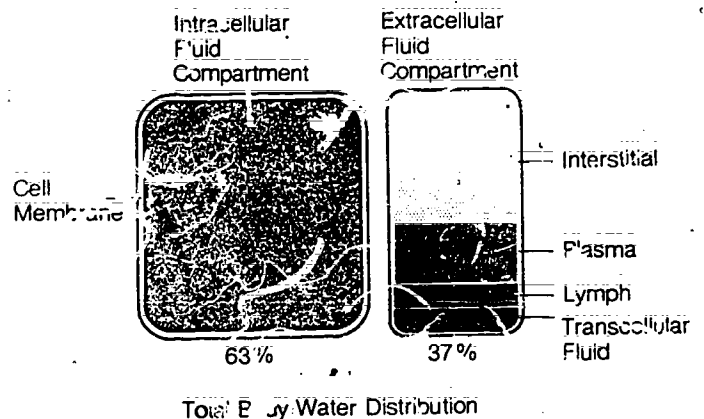 Intracellular
Fluid
Compartment
Extracellular
Fluid
Compartment
Cell
Membrane
Interstitial
Plasma
Lymph
Transcellular
Fluid
63%
37%
Total Body Water Distribution